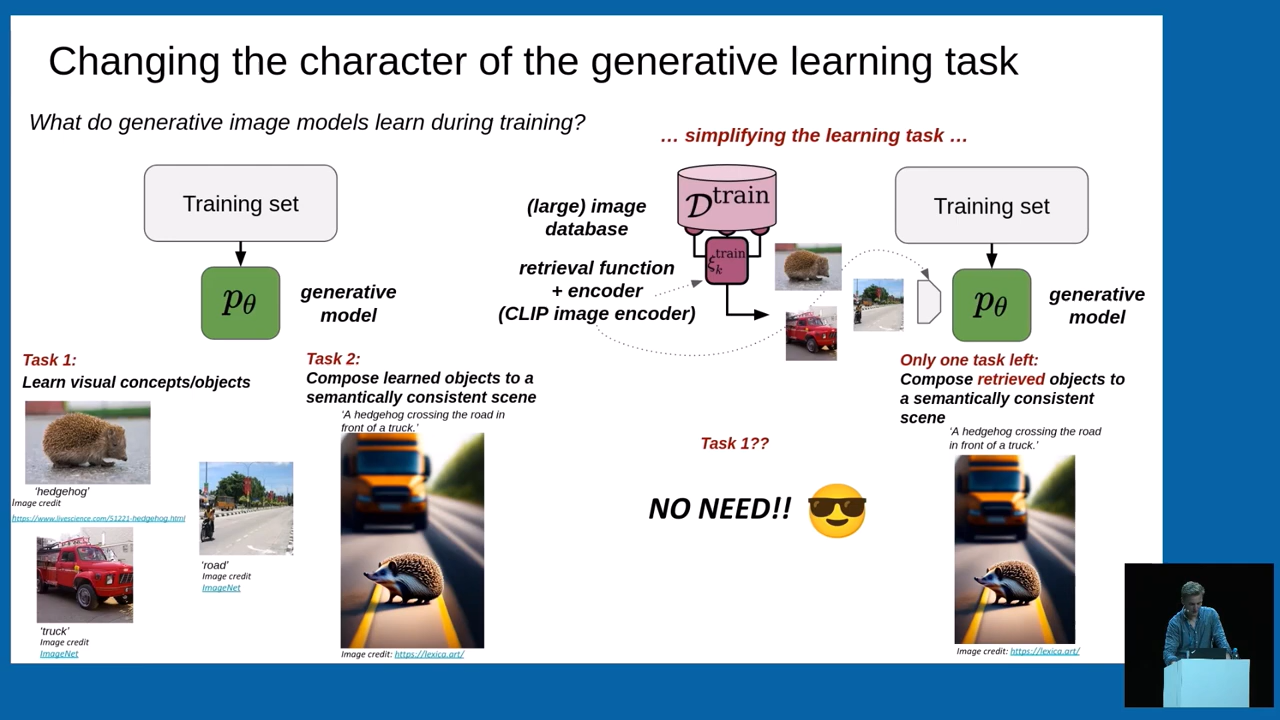 Changing the character of the generative learning task
What do generative image models learn during training?
… simplifying the learning task …
Training set
pθ
generative
model
Task 1:
Learn visual concepts/objects
'hedgehog'
Image credit
https://www.livescience.com/51221-hedgehog.html
'truck'
Image credit
ImageNet
'road'
Image credit
ImageNet
Task 2:
Compose learned objects to a
semantically consistent scene
'A hedgehog crossing the road in
front of a truck.'
Image credit: https://lexica.art/
(large) image
database
retrieval function
+ encoder
(CLIP image encoder)
𝒟train
ξktrain
Task 1??
NO NEED!!
Training set
pθ
generative
model
Only one task left:
Compose retrieved objects to
a semantically consistent
scene
'A hedgehog crossing the road
in front of a truck.'
Image credit: https://lexica.art/